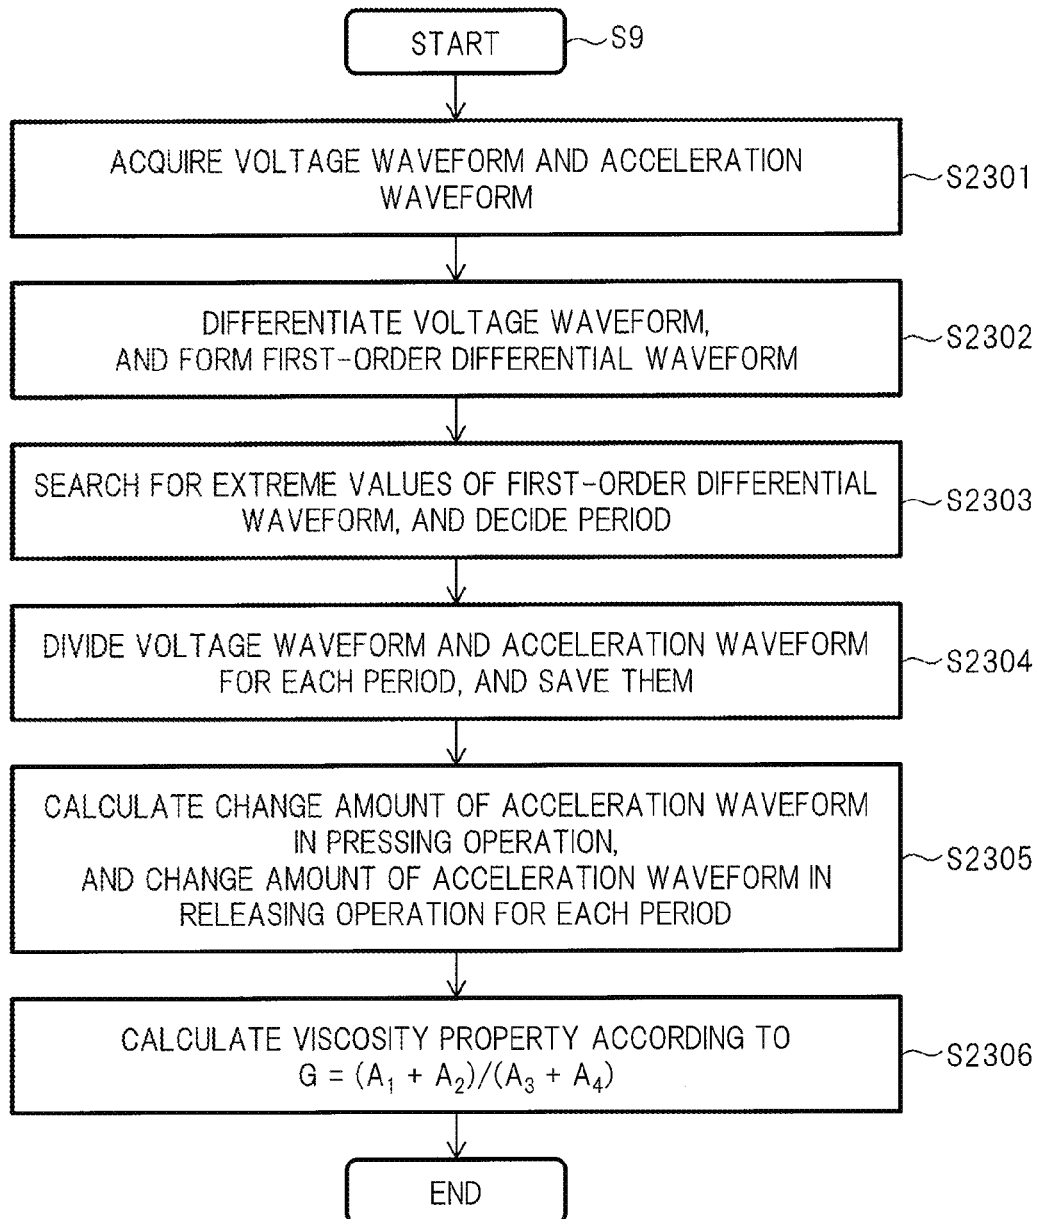 START
S9
ACQUIRE VOLTAGE WAVEFORM AND ACCELERATION
WAVEFORM
S2301
DIFFERENTIATE VOLTAGE WAVEFORM,
AND FORM FIRST-ORDER DIFFERENTIAL WAVEFORM
S2302
SEARCH FOR EXTREME VALUES OF FIRST-ORDER DIFFERENTIAL
WAVEFORM, AND DECIDE PERIOD
S2303
DIVIDE VOLTAGE WAVEFORM AND ACCELERATION WAVEFORM
FOR EACH PERIOD, AND SAVE THEM
S2304
CALCULATE CHANGE AMOUNT OF ACCELERATION WAVEFORM
IN PRESSING OPERATION,
AND CHANGE AMOUNT OF ACCELERATION WAVEFORM IN
RELEASING OPERATION FOR EACH PERIOD
S2305
CALCULATE VISCOSITY PROPERTY ACCORDING TO
G = (A₁ + A₂)/(A₃ + A₄)
S2306
END